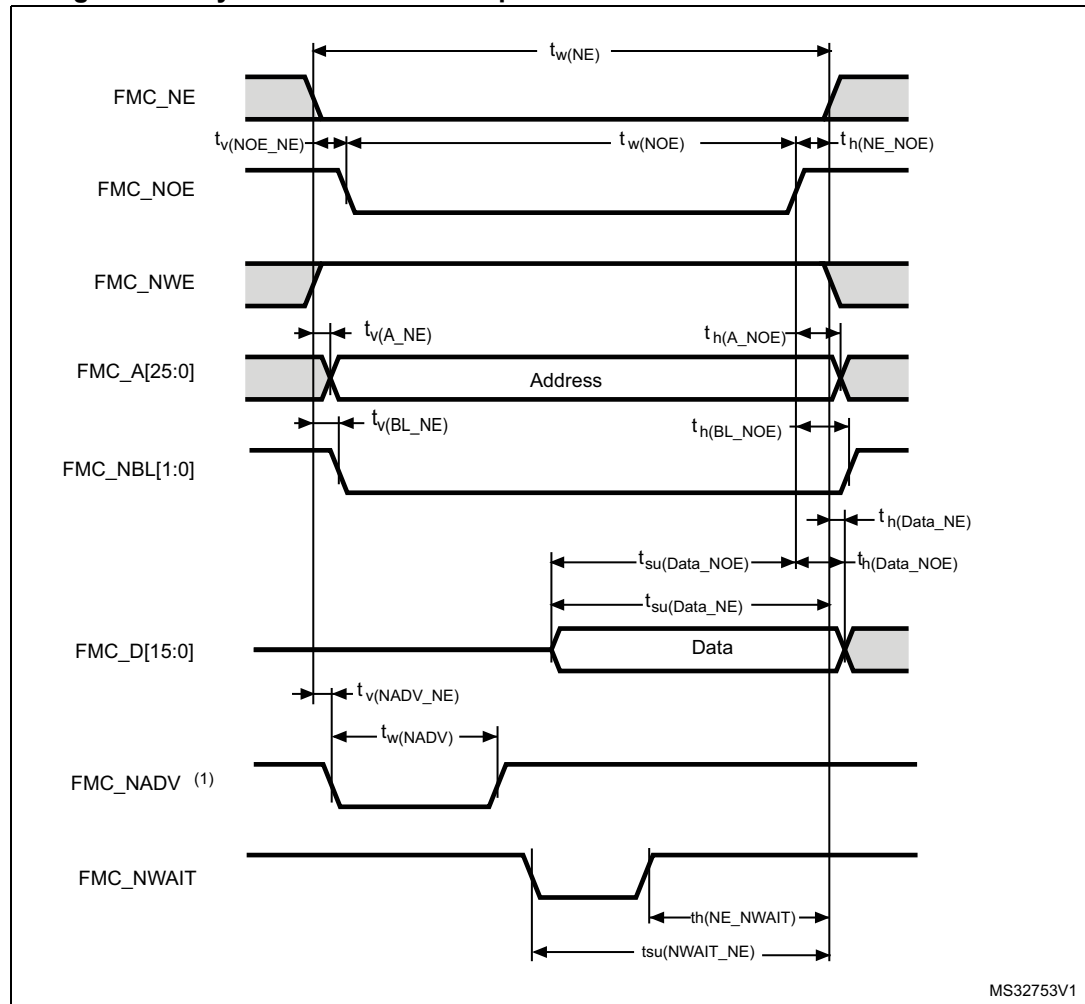 tw(NE)
FMC_NE
tv(NOE_NE)
tw(NOE)
th(NE_NOE)
FMC_NOE
FMC_NWE
tv(A_NE)
th(A_NOE)
FMC_A[25:0]
Address
tv(BL_NE)
th(BL_NOE)
FMC_NBL[1:0]
th(Data_NE)
tsu(Data_NOE)
th(Data_NOE)
tsu(Data_NE)
FMC_D[15:0]
Data
tv(NADV_NE)
tw(NADV)
FMC_NADV (1)
FMC_NWAIT
th(NE_NWAIT)
tsu(NWAIT_NE)
MS32753V1